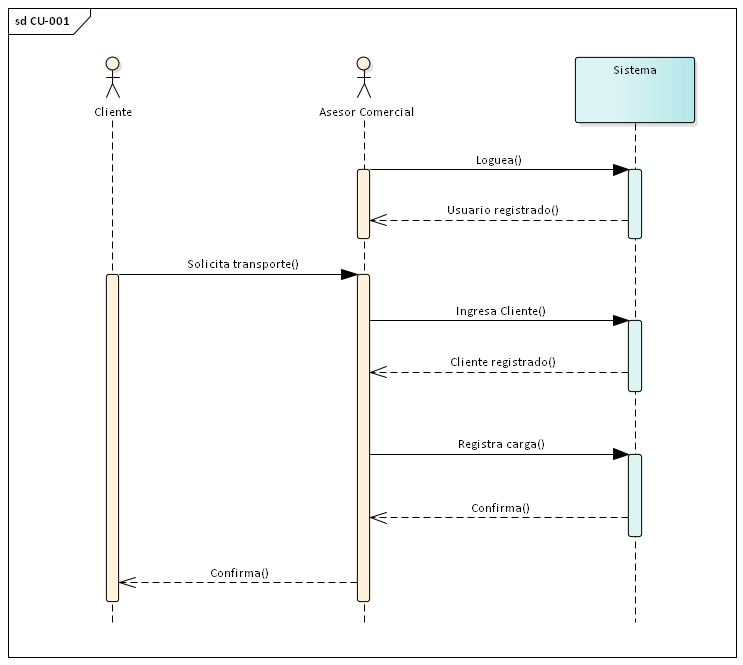 sd CU-001
Cliente
Asesor Comercial
Sistema
Loguea()
Usuario registrado()
Solicita transporte()
Ingresa Cliente()
Cliente registrado()
Registra carga()
Confirma()
Confirma()